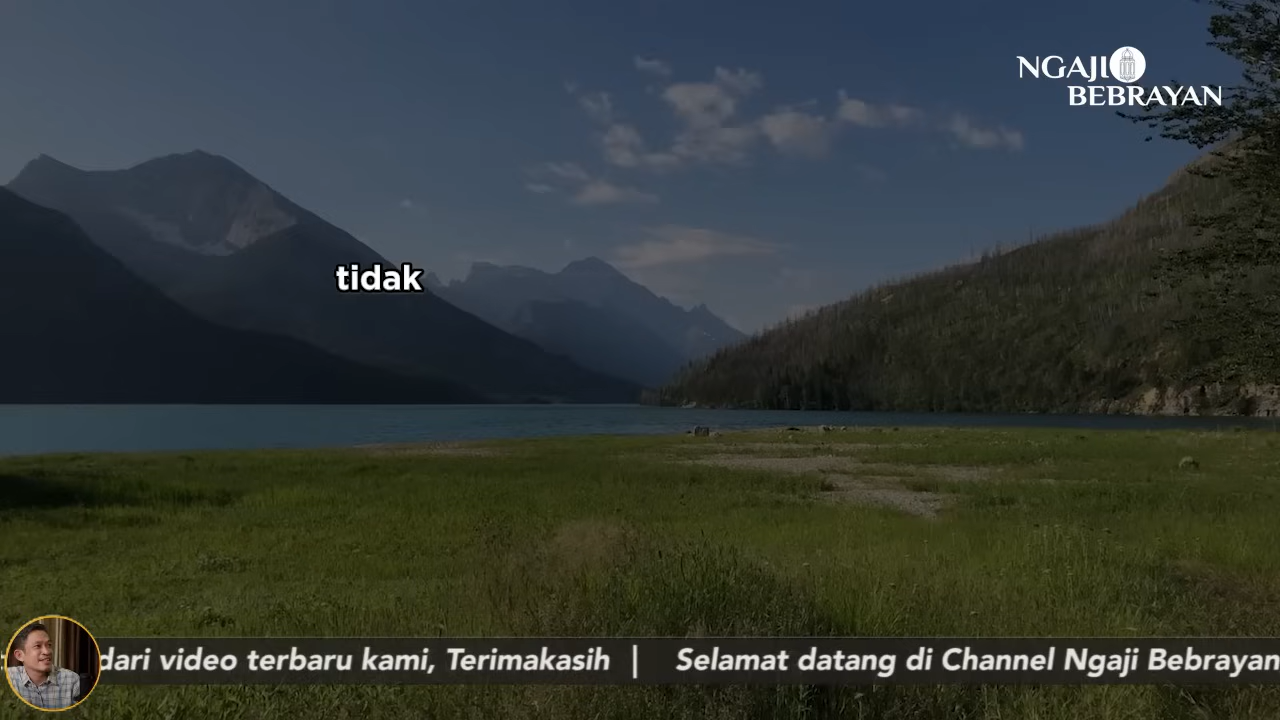 NGAJI
BEBRAYAN
tidak
dari video terbaru kami, Terimakasih | Selamat datang di Channel Ngaji Bebrayan